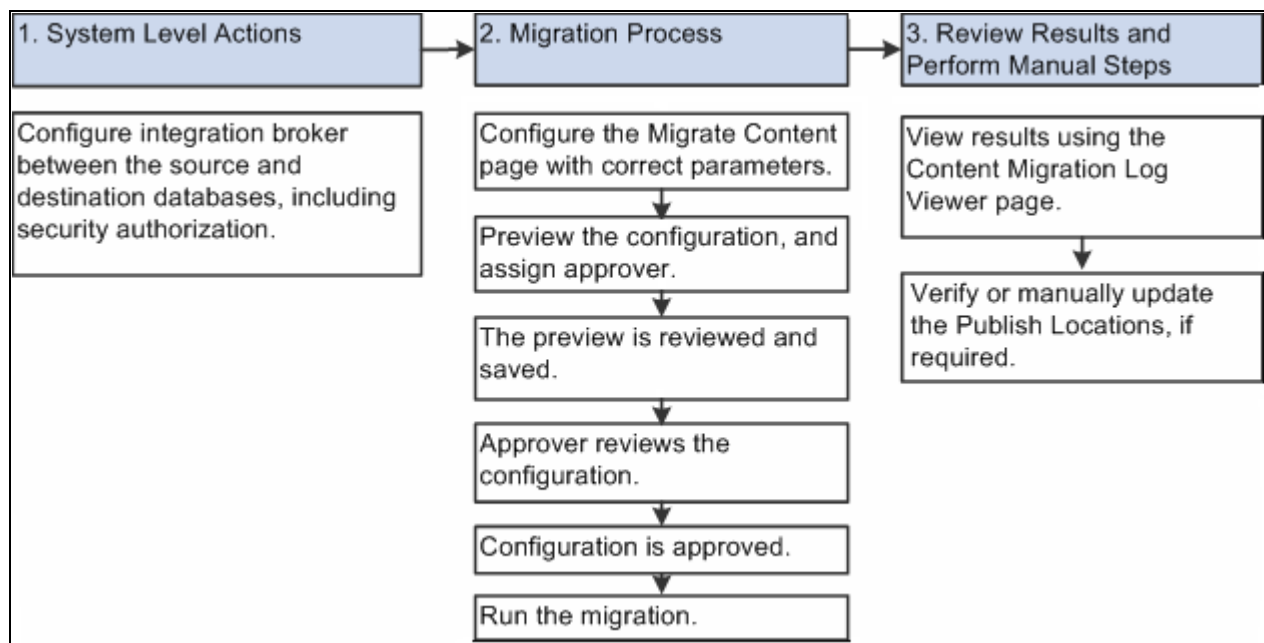 1. System Level Actions
Configure integration broker
between the source and
destination databases, including
security authorization.
2. Migration Process
Configure the Migrate Content
page with correct parameters.
Preview the configuration, and
assign approver.
The preview is reviewed and
saved.
Approver reviews the
configuration.
Configuration is approved.
Run the migration.
3. Review Results and
Perform Manual Steps
View results using the
Content Migration Log
Viewer page.
Verify or manually update
the Publish Locations, if
required.